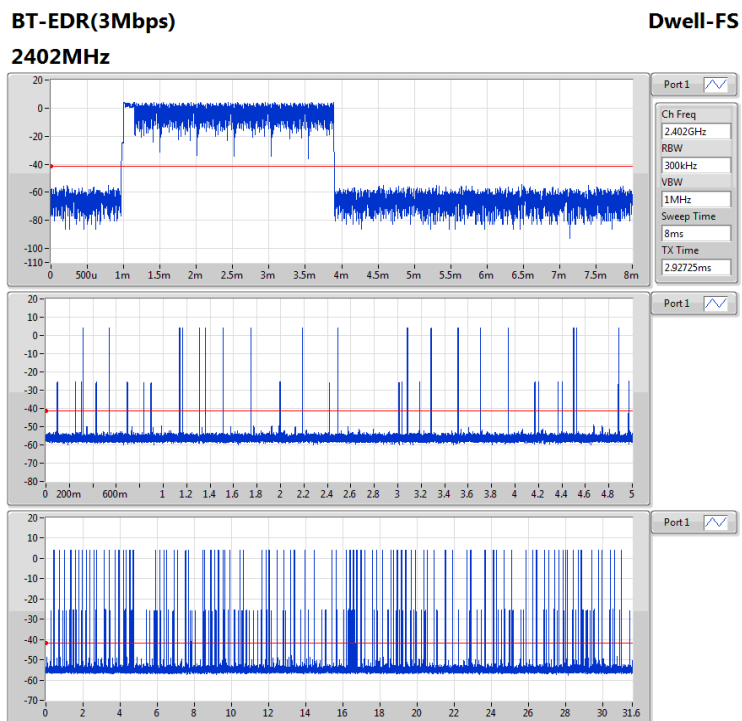 BT-EDR(3Mbps) Dwell-FS
2402MHz
Port 1
Ch Freq
2.402GHz
RBW
300kHz
VBW
1MHz
Sweep Time
8ms
TX Time
2.92725ms
20
0
-20
-40
-60
-80
-100
-110
0 500u 1m 1.5m 2m 2.5m 3m 3.5m 4m 4.5m 5m 5.5m 6m 6.5m 7m 7.5m 8m
Port 1
20
10
0
-10
-20
-30
-40
-50
-60
-70
-80
0 200m 600m 1 1.2 1.4 1.6 1.8 2 2.2 2.4 2.6 2.8 3 3.2 3.4 3.6 3.8 4 4.2 4.4 4.6 4.8 5
Port 1
20
10
0
-10
-20
-30
-40
-50
-60
-70
0 2 4 6 8 10 12 14 16 18 20 22 24 26 28 30 31.6